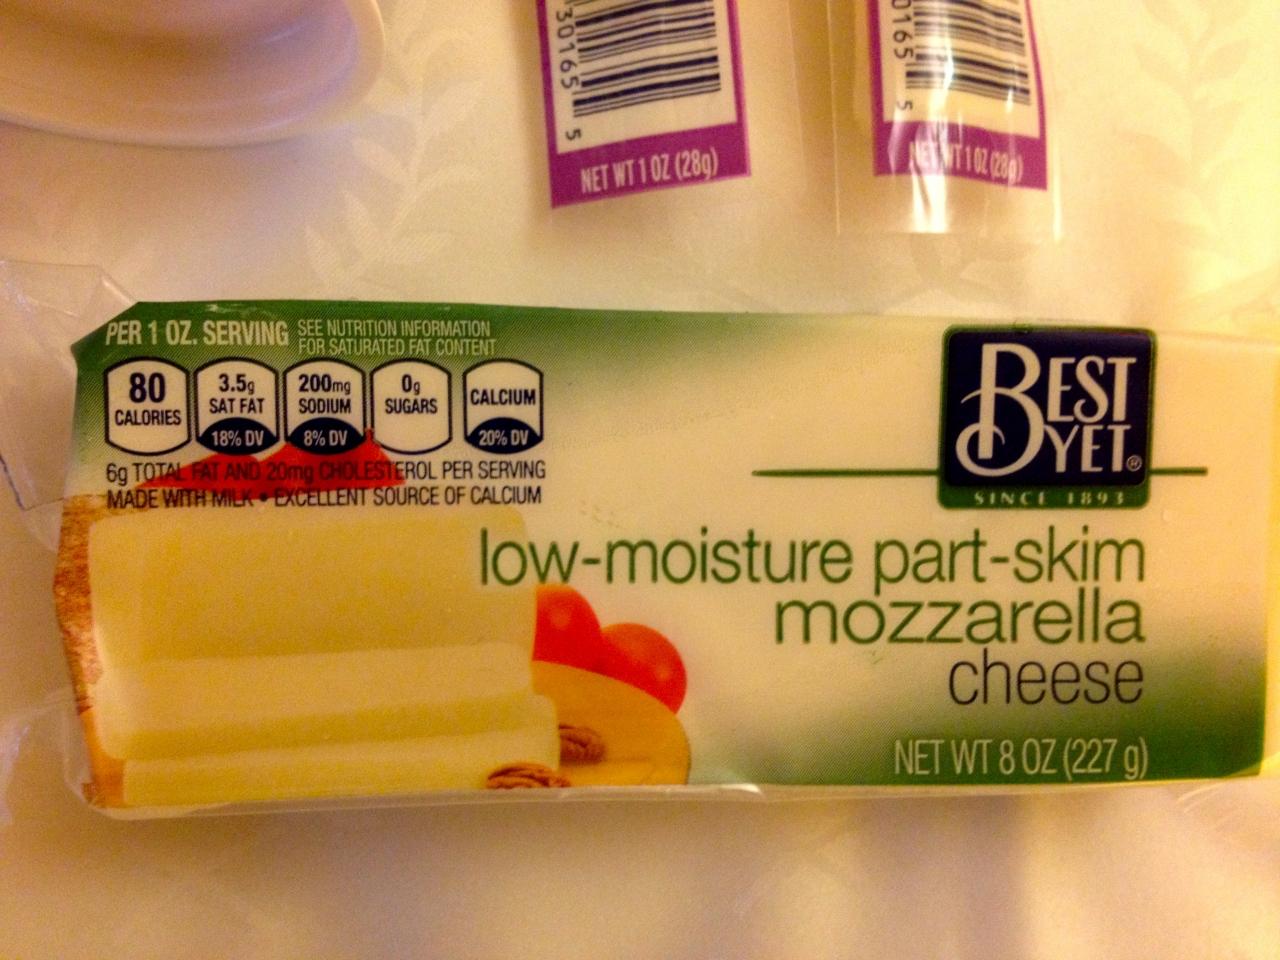 30165 5
NET WT 1 OZ (28g)
0165 5
NET WT 1 OZ (28g)
PER 1 OZ. SERVING
SEE NUTRITION INFORMATION
FOR SATURATED FAT CONTENT
80
CALORIES
3.5g
SAT FAT
18% DV
200mg
SODIUM
8% DV
0g
SUGARS
CALCIUM
20% DV
6g TOTAL FAT AND 20mg CHOLESTEROL PER SERVING
MADE WITH MILK • EXCELLENT SOURCE OF CALCIUM
BEST
YET®
SINCE 1893
low-moisture part-skim
mozzarella
cheese
NET WT 8 OZ (227 g)